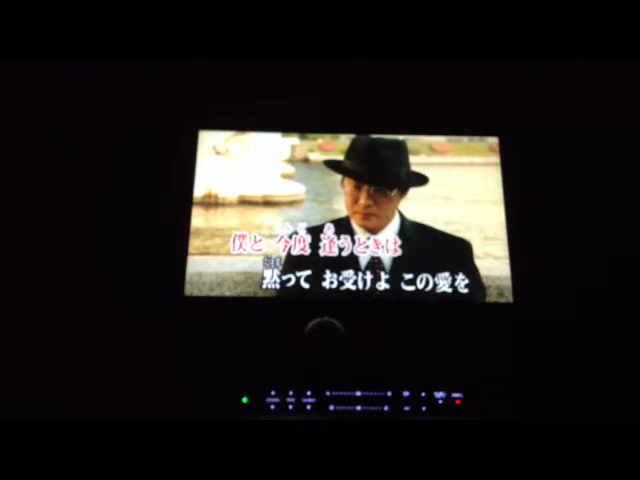 僕と 今度 逢うときは
黙って お受けよ この愛を